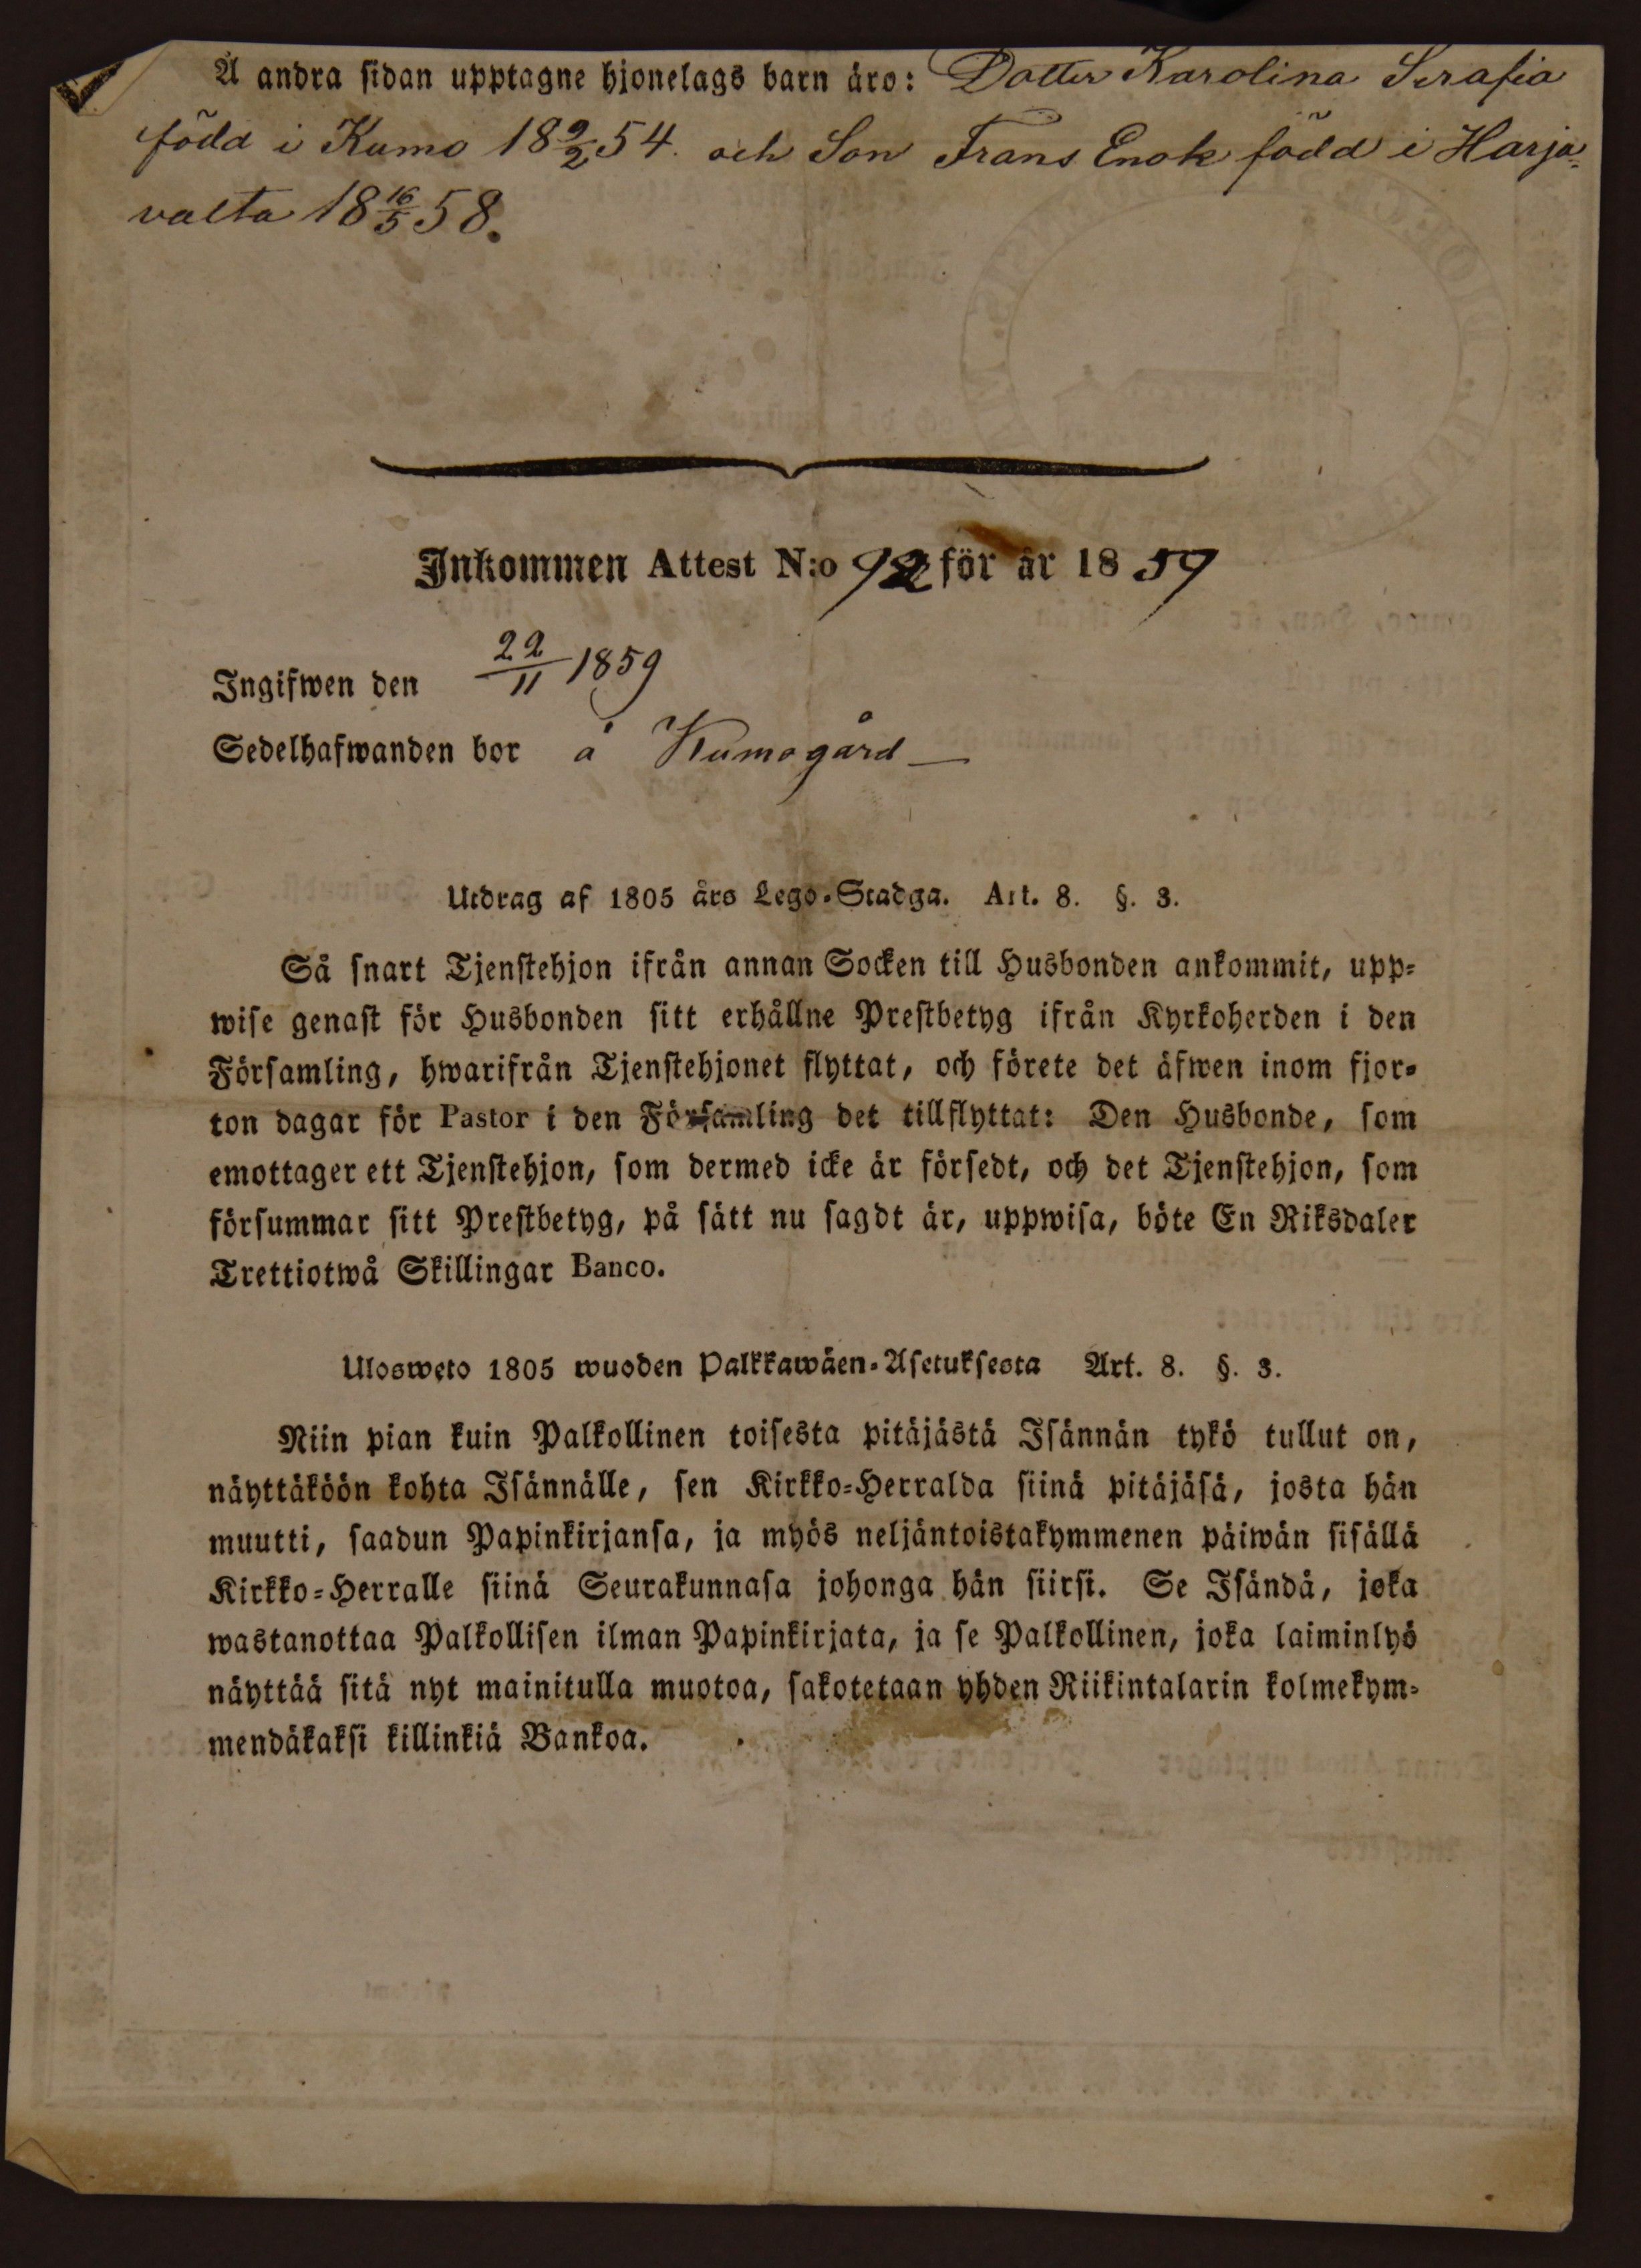 Å andra sidan upptagne hjonelags barn äro: Dotter Karolina Serafia
född i Kumo 18 9/2 54. och Son Frans Enok född i Harja-
valta 18 16/5 58.
Inkommen Attest N:o 92 för år 1859
Ingifwen den 22/11 1859
Sedelhafwanden bor å Kumogård
Utdrag af 1805 års Lego-Stadga. Art. 8. §. 3.
Så snart Tjenstehjon ifrån annan Socken till Husbonden ankommit, upp-
wise genast för Husbonden sitt erhållne Prestbetyg ifrån Kyrkoherden i den
Församling, hwarifrån Tjenstehjonet flyttat, och förete det äfwen inom fjor-
ton dagar för Pastor i den Församling det tillflyttat: Den Husbonde, som
emottager ett Tjenstehjon, som dermed icke är försedt, och det Tjenstehjon, som
försummar sitt Prestbetyg, på sätt nu sagdt är, uppwisa, böte En Riksdaler
Trettiotwå Skillingar Banco.
Ulosweto 1805 wuoden Palkkawäen-Asetuksesta Art. 8. §. 3.
Niin pian kuin Palkollinen toisesta pitäjästä Isännän tykö tullut on,
näyttäköön kohta Isännälle, sen Kirkko-Herralda siinä pitäjäsä, josta hän
muutti, saadun Papinkirjansa, ja myös neljäntoistakymmenen päiwän sisällä
Kirkko-Herralle siinä Seurakunnasa johonga hän siirsi. Se Isändä, joka
wastanottaa Palkollisen ilman Papinkirjata, ja se Palkollinen, joka laiminlyö
näyttää sitä nyt mainitulla muotoa, sakotetaan yhden Riikintalarin kolmekym-
mendäkaksi killinkiä Bankoa.